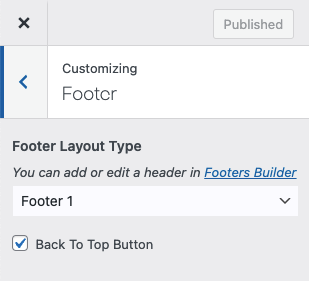 Published
Customizing
Footer
Footer Layout Type
You can add or edit a header in Footers Builder
Footer 1
Back To Top Button